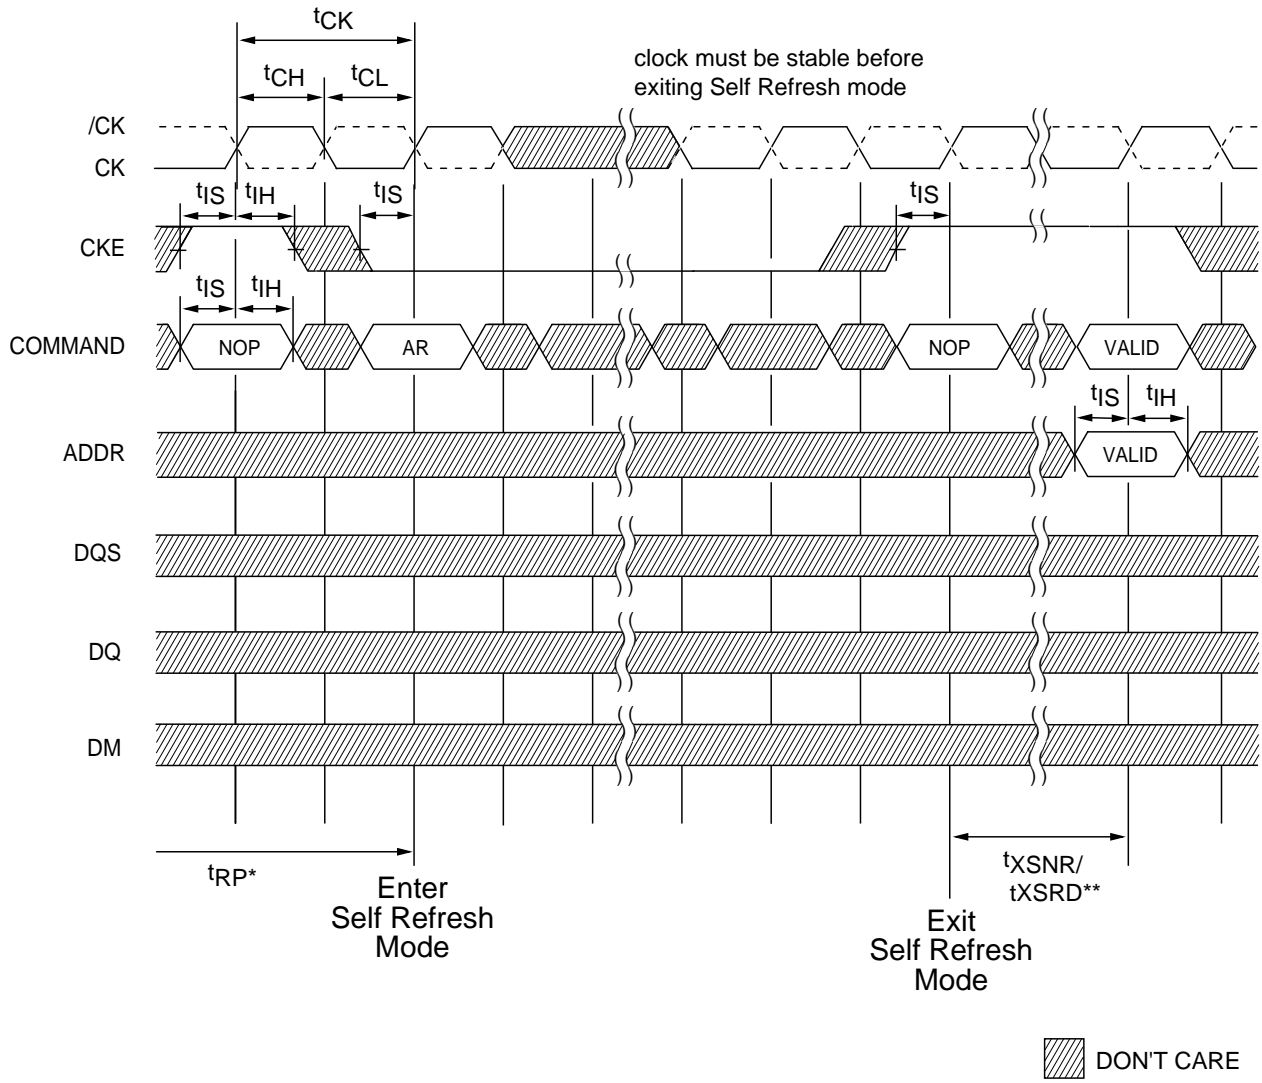 tCK
clock must be stable before
exiting Self Refresh mode
tCH tCL
/CK
CK
tIS tIH tIS tIS
CKE
tIS tIH
COMMAND NOP AR NOP VALID
tIS tIH
ADDR VALID
DQS
DQ
DM
tRP*
tXSNR/
tXSRD**
Enter
Self Refresh
Mode
Exit
Self Refresh
Mode
DON'T CARE